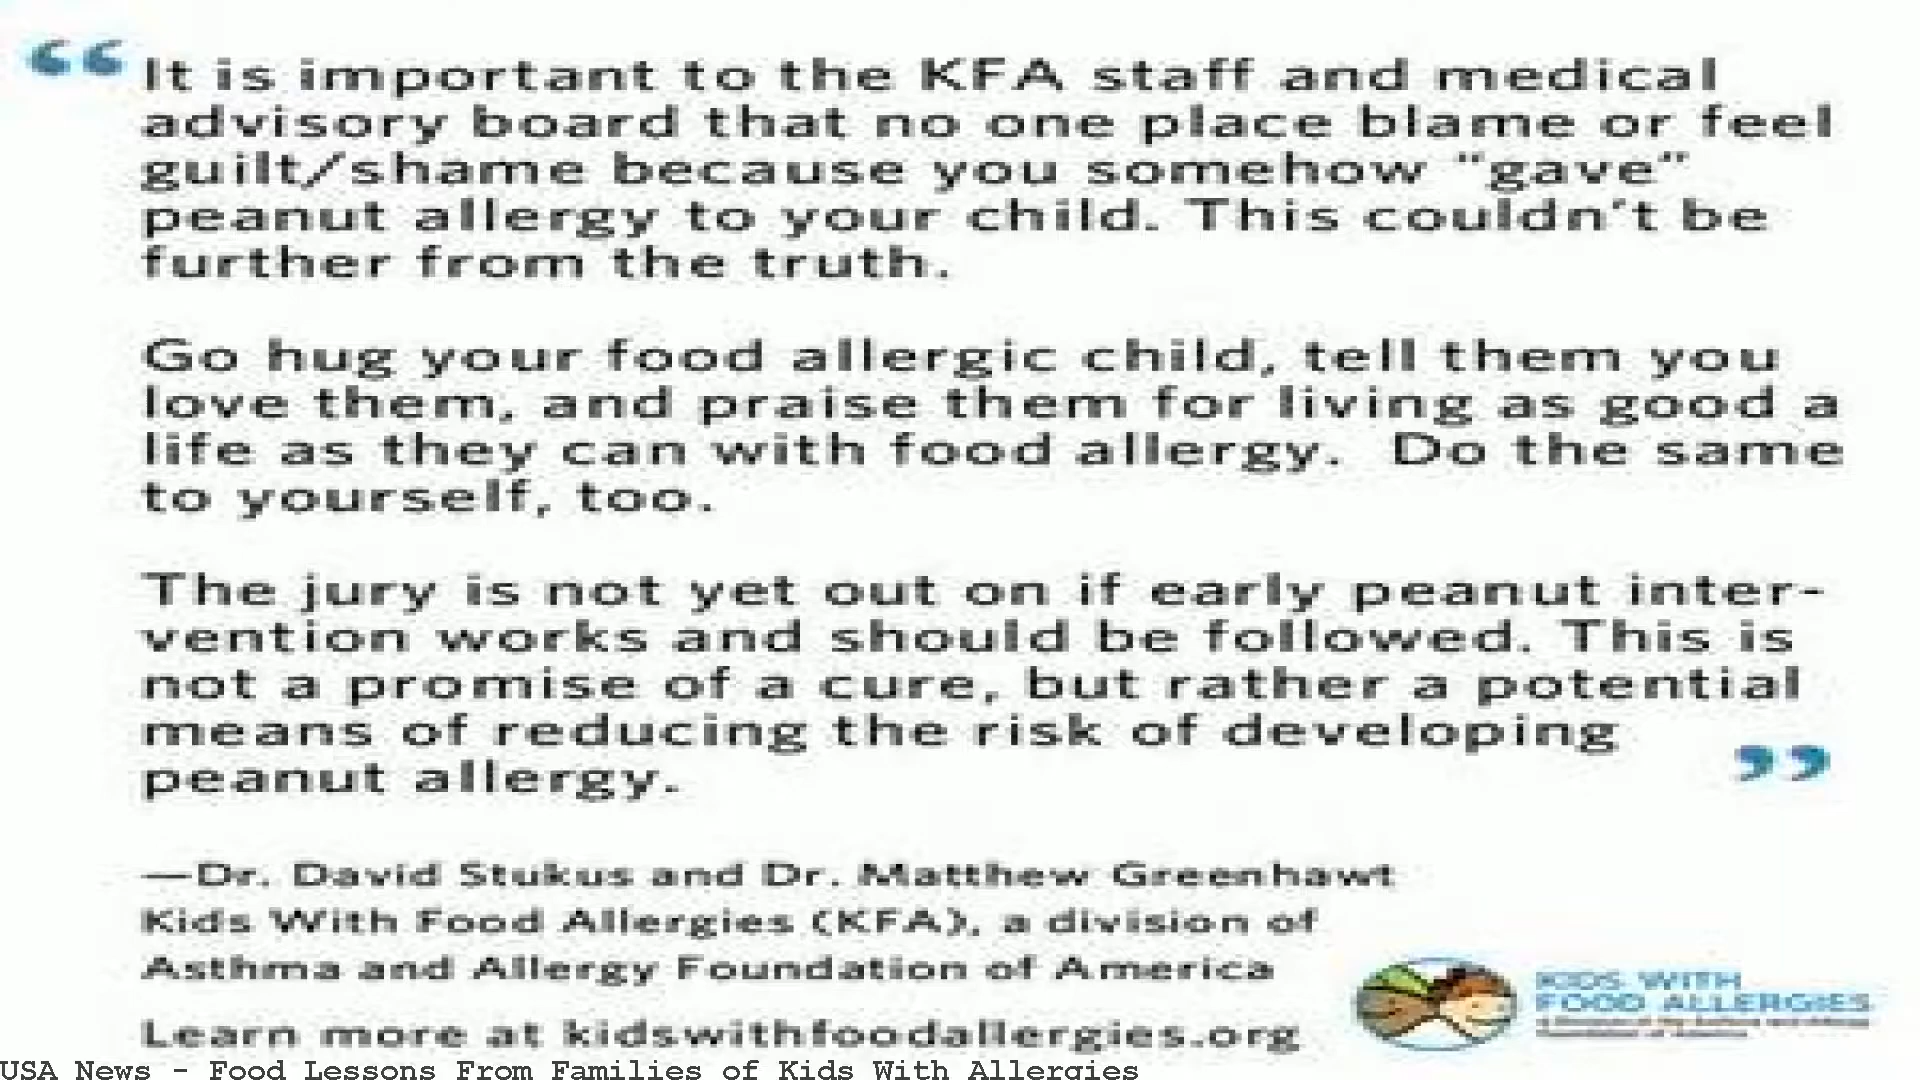 “ It is important to the KFA staff and medical
advisory board that no one place blame or feel
guilt/shame because you somehow “gave”
peanut allergy to your child. This couldn’t be
further from the truth.
Go hug your food allergic child, tell them you
love them, and praise them for living as good a
life as they can with food allergy.  Do the same
to yourself, too.
The jury is not yet out on if early peanut inter-
vention works and should be followed. This is
not a promise of a cure, but rather a potential
means of reducing the risk of developing
peanut allergy. ”
—Dr. David Stukus and Dr. Matthew Greenhawt
Kids With Food Allergies (KFA), a division of
Asthma and Allergy Foundation of America
Learn more at kidswithfoodallergies.org
KIDS WITH
FOOD ALLERGIES
USA News - Food Lessons From Families of Kids With Allergies